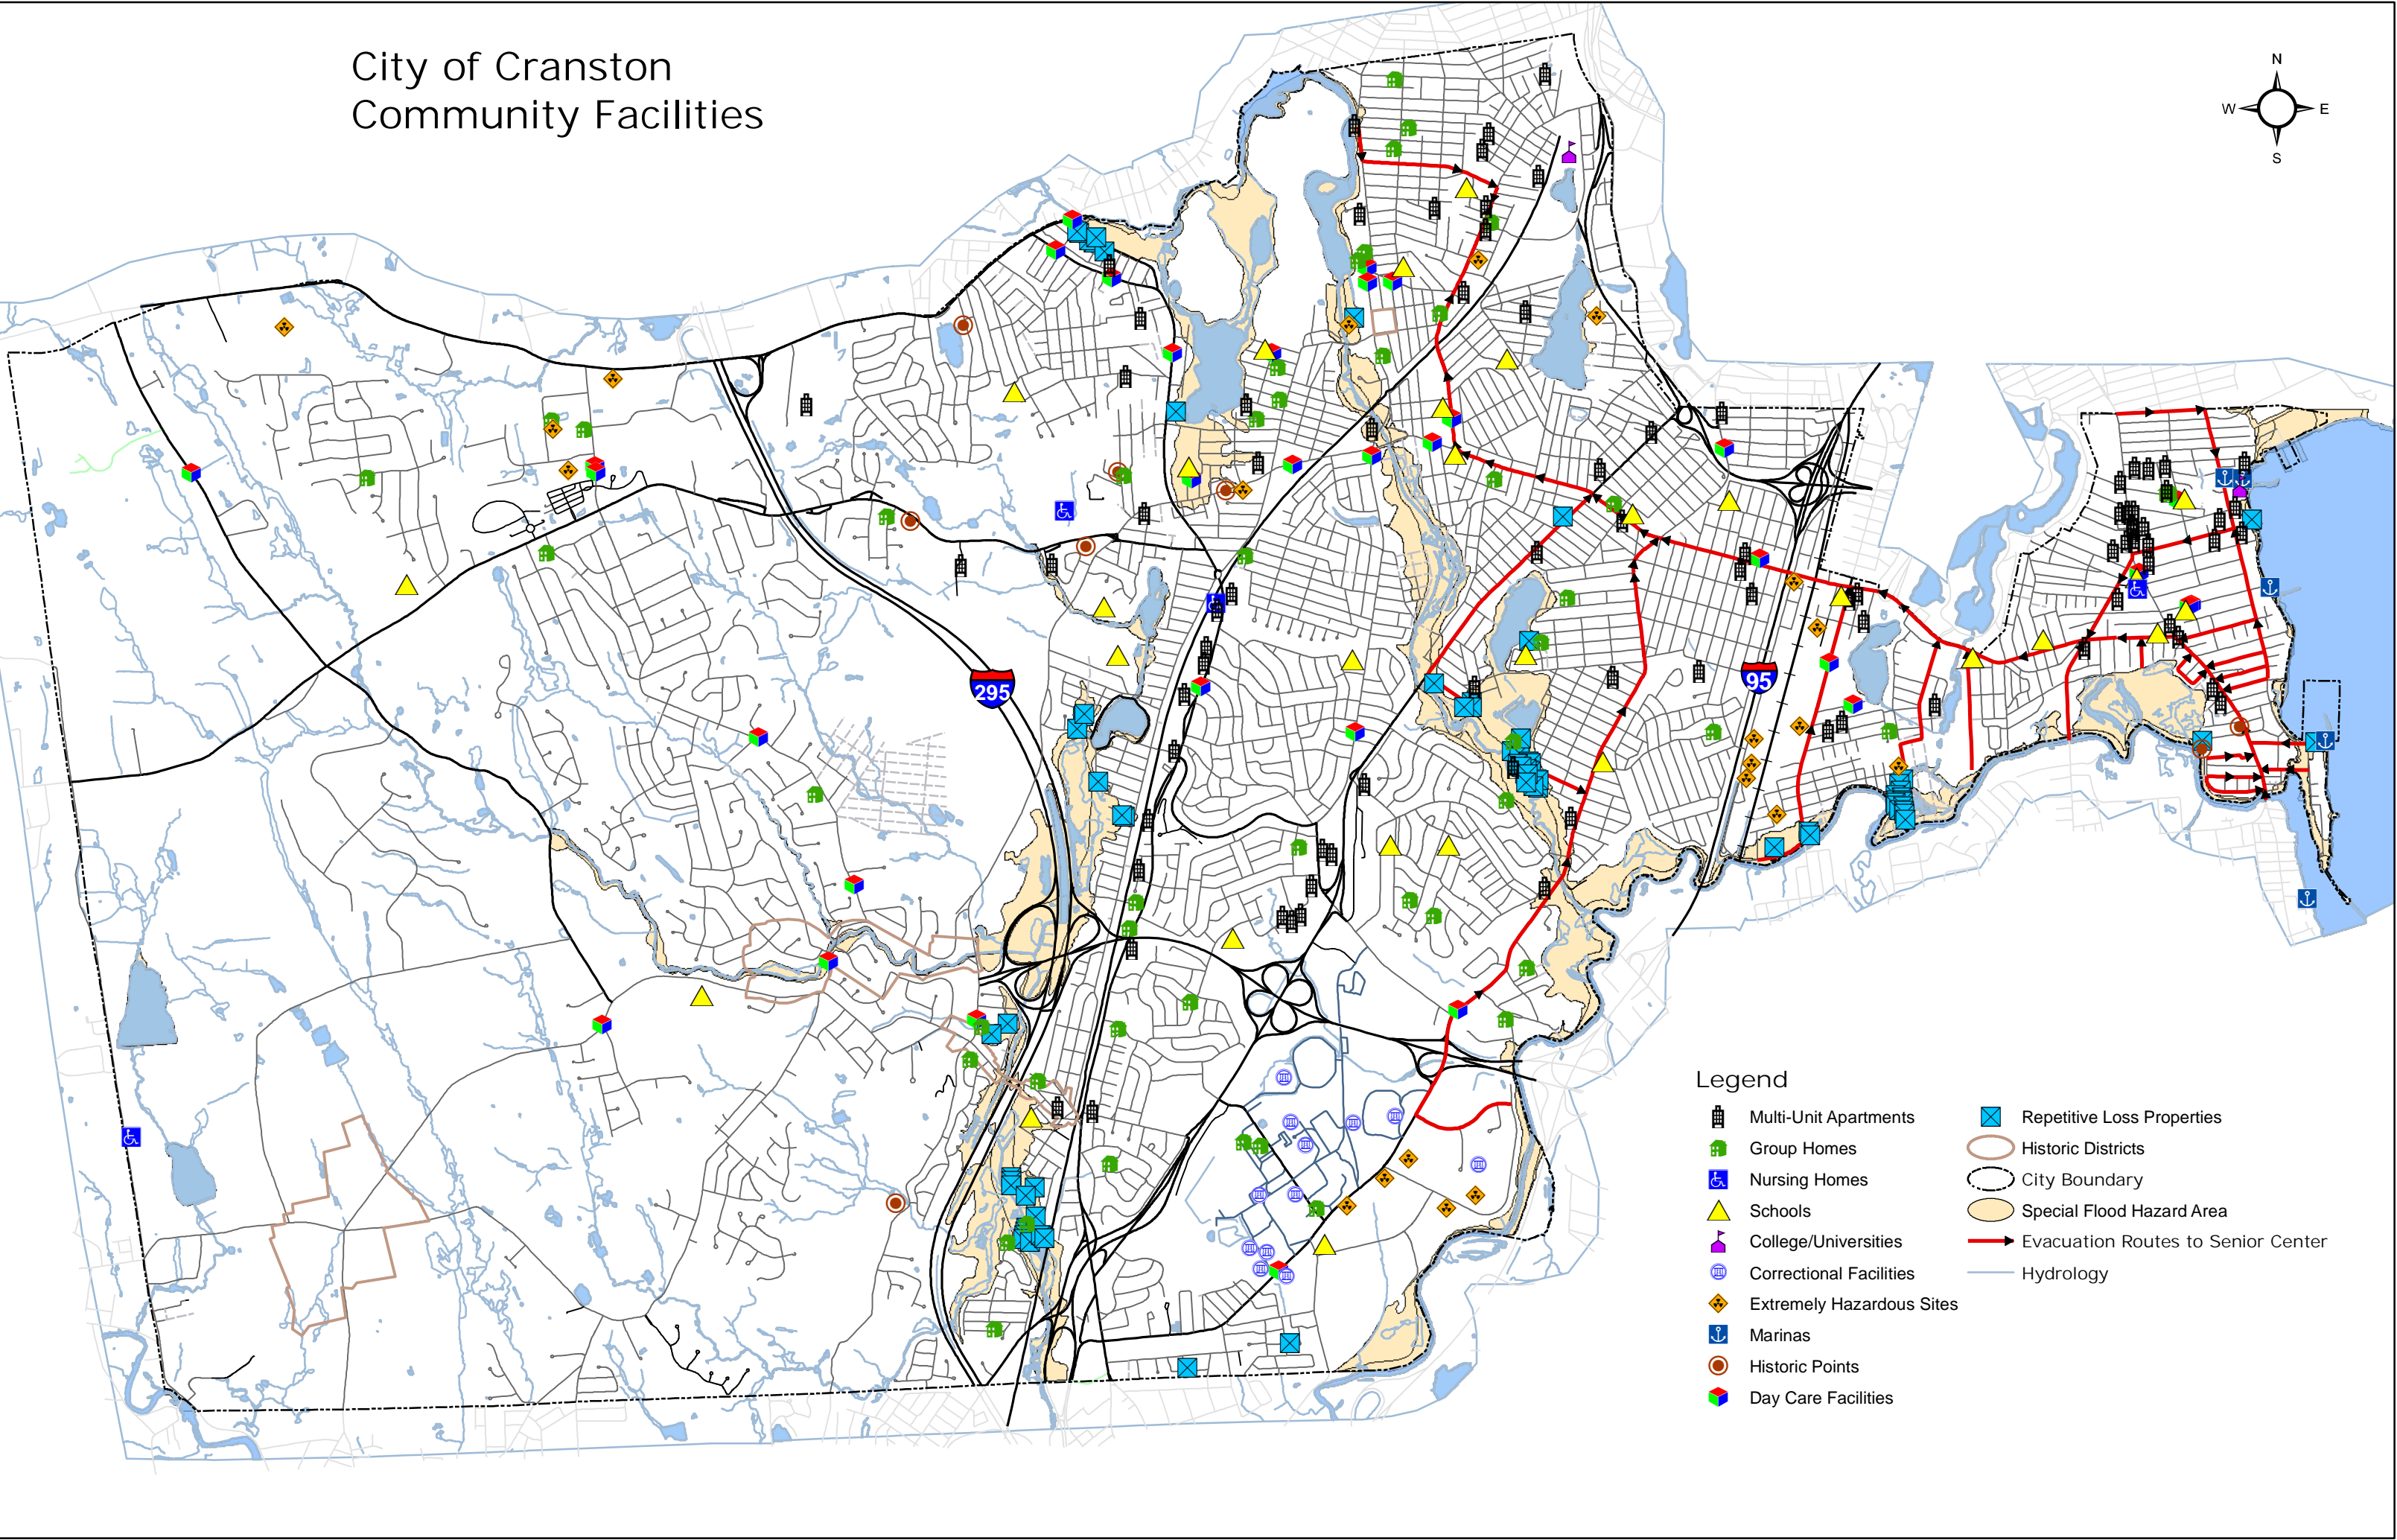 City of Cranston
Community Facilities
N
W E
S
295
95
Legend
Multi-Unit Apartments
Group Homes
Nursing Homes
Schools
College/Universities
Correctional Facilities
Extremely Hazardous Sites
Marinas
Historic Points
Day Care Facilities
Repetitive Loss Properties
Historic Districts
City Boundary
Special Flood Hazard Area
Evacuation Routes to Senior Center
Hydrology